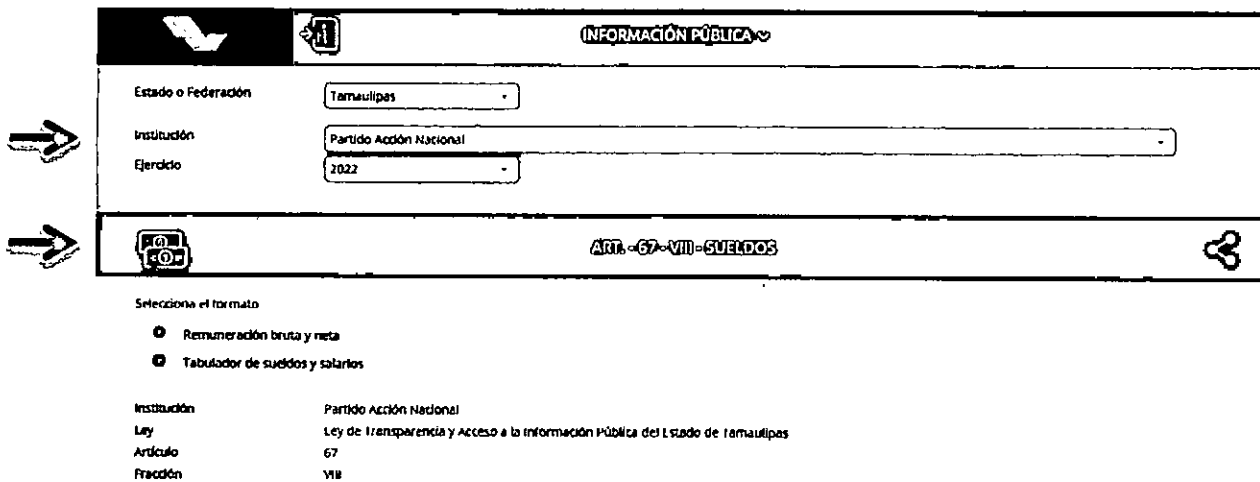 INFORMACIÓN PÚBLICA
Estado o Federación Tamaulipas
Institución Partido Acción Nacional
Ejercicio 2022
ART. - 67 - VIII - SUELDOS
Selecciona el formato
Remuneración bruta y neta
Tabulador de sueldos y salarios
Institución Partido Acción Nacional
Ley Ley de Transparencia y Acceso a la Información Pública del Estado de Tamaulipas
Artículo 67
Fracción VIII